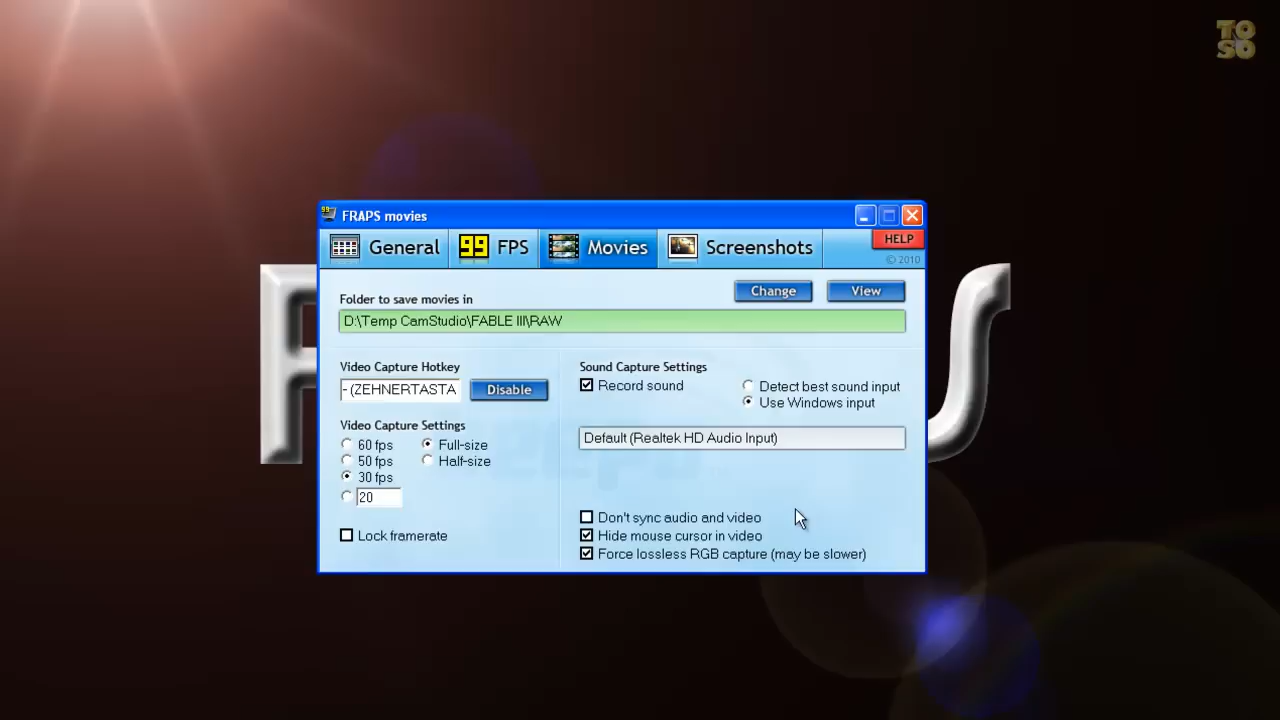 TO
SO
99 FRAPS movies
General
99 FPS
Movies
Screenshots
HELP
© 2010
Folder to save movies in
Change
View
D:\Temp CamStudio\FABLE III\RAW
Video Capture Hotkey
- (ZEHNERTASTA
Disable
Video Capture Settings
60 fps
50 fps
30 fps
20
Full-size
Half-size
Lock framerate
Sound Capture Settings
Record sound
Detect best sound input
Use Windows input
Default (Realtek HD Audio Input)
Don't sync audio and video
Hide mouse cursor in video
Force lossless RGB capture (may be slower)